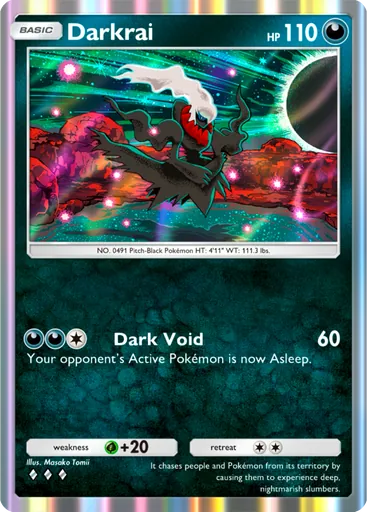 BASIC Darkrai HP 110
NO. 0491 Pitch-Black Pokémon HT: 4'11" WT: 111.3 lbs.
Dark Void 60
Your opponent's Active Pokémon is now Asleep.
weakness +20 retreat
Illus. Masako Tomii
It chases people and Pokémon from its territory by
causing them to experience deep,
nightmarish slumbers.